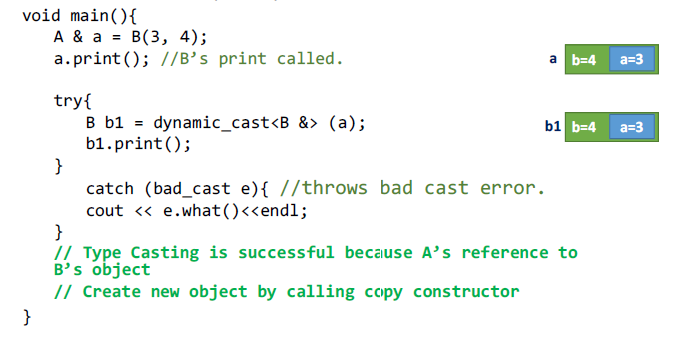 void main(){
A & a = B(3, 4);
a.print(); //B’s print called.
a b=4 a=3
try{
B b1 = dynamic_cast<B &> (a);
b1 b=4 a=3
b1.print();
}
catch (bad_cast e){ //throws bad cast error.
cout << e.what()<<endl;
}
// Type Casting is successful because A’s reference to
B’s object
// Create new object by calling copy constructor
}